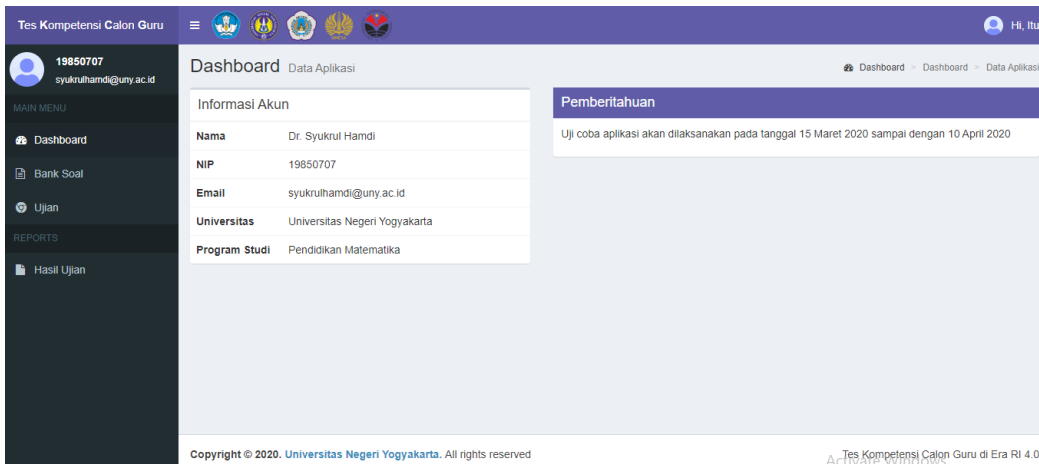 Tes Kompetensi Calon Guru
Hi, Itu
19850707
syukrulhamdi@uny.ac.id
MAIN MENU
Dashboard
Bank Soal
Ujian
REPORTS
Hasil Ujian
Dashboard Data Aplikasi
Dashboard > Dashboard > Data Aplikasi
Informasi Akun
Nama Dr. Syukrul Hamdi
NIP 19850707
Email syukrulhamdi@uny.ac.id
Universitas Universitas Negeri Yogyakarta
Program Studi Pendidikan Matematika
Pemberitahuan
Uji coba aplikasi akan dilaksanakan pada tanggal 15 Maret 2020 sampai dengan 10 April 2020
Copyright © 2020. Universitas Negeri Yogyakarta. All rights reserved
Tes Kompetensi Calon Guru di Era RI 4.0
Activate Windows